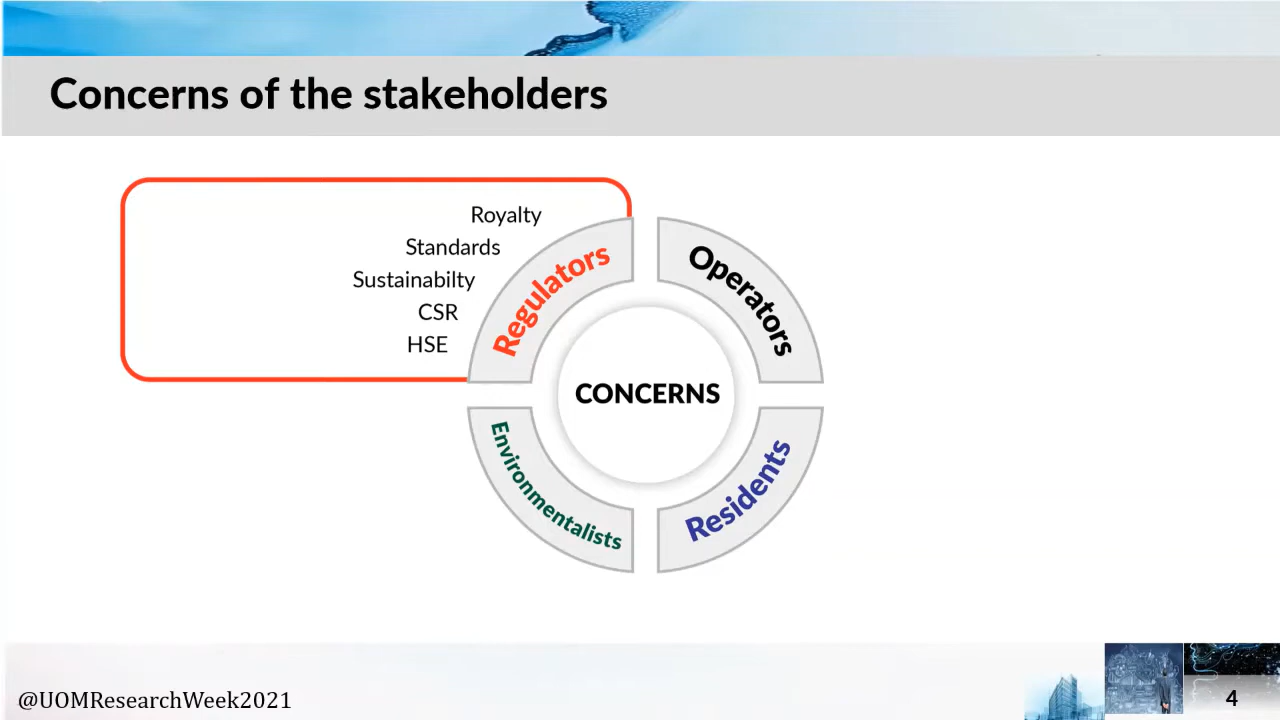 Concerns of the stakeholders
Royalty
Standards
Sustainabilty
CSR
HSE
Regulators
Operators
CONCERNS
Environmentalists
Residents
@UOMResearchWeek2021
4